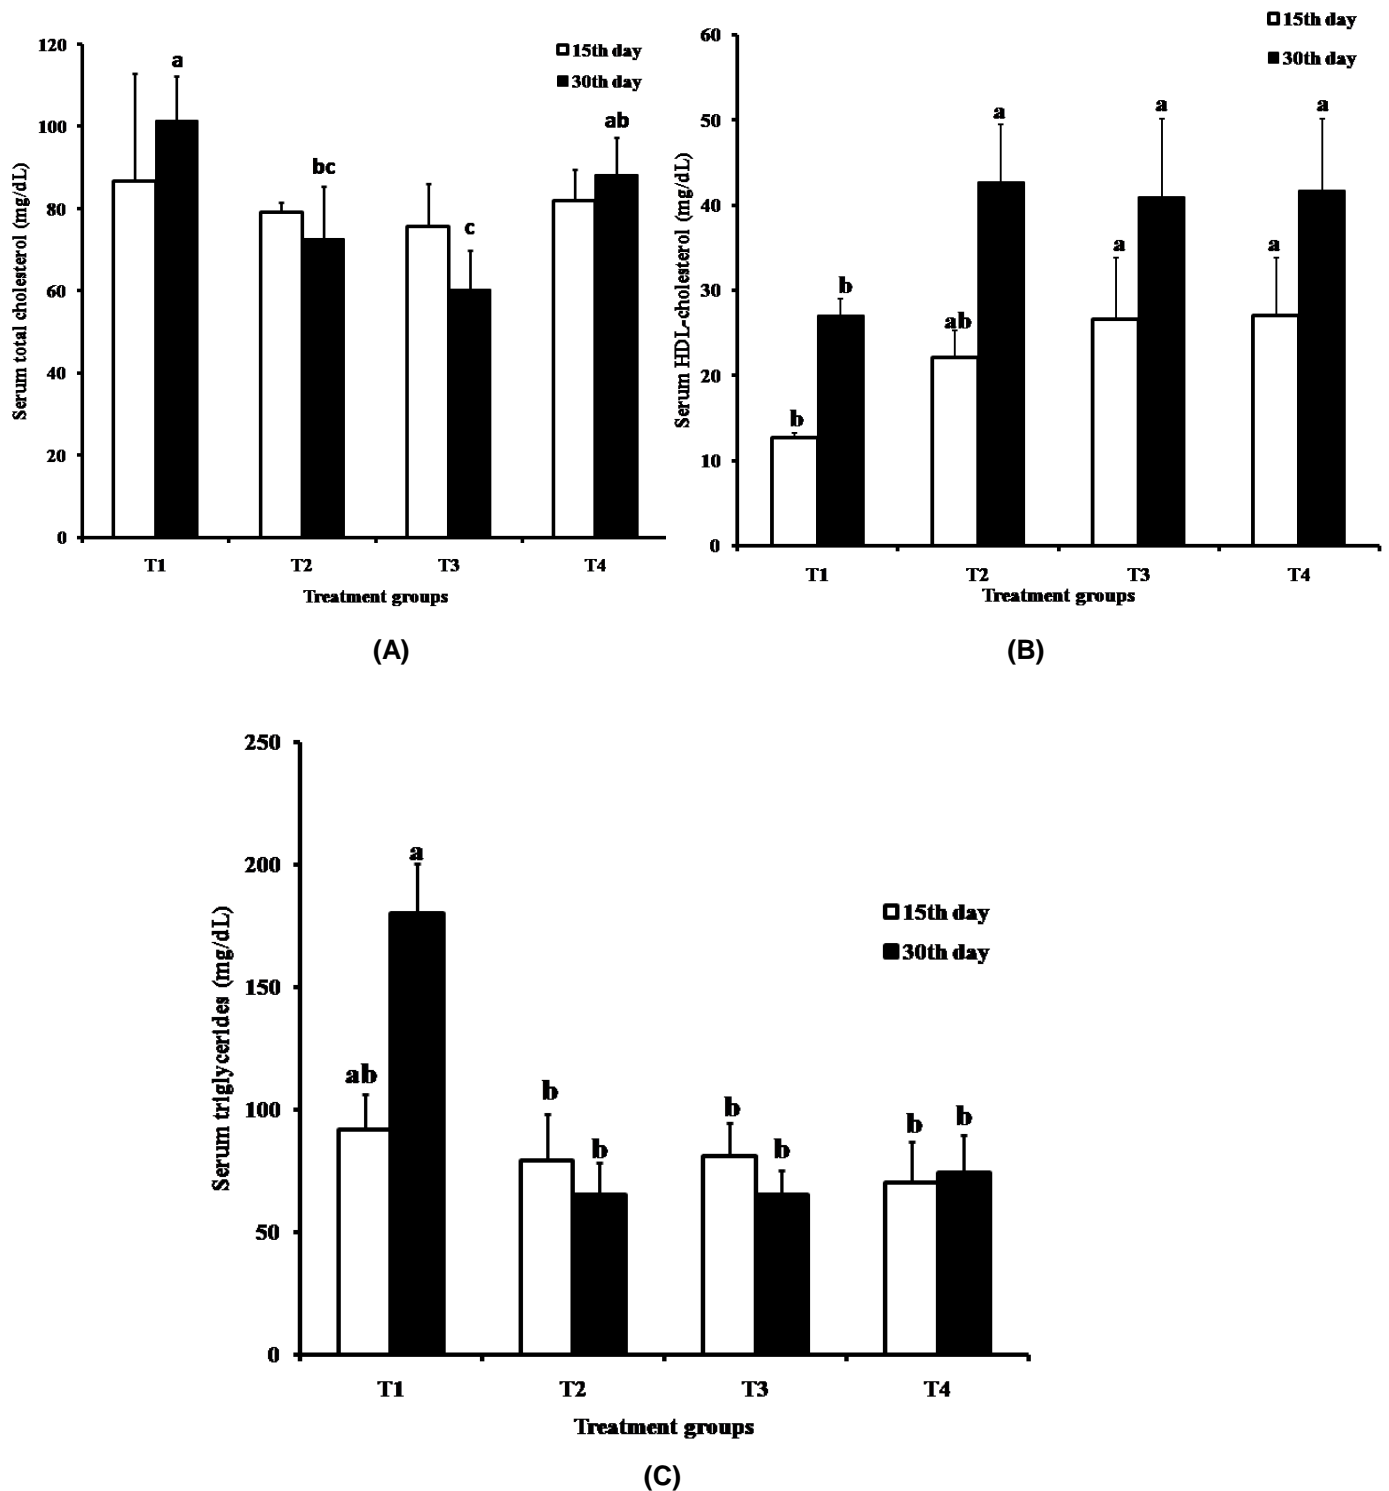 Serum total cholesterol (mg/dL)
120
100
80
60
40
20
0
15th day
30th day
a
bc
c
ab
T1 T2 T3 T4
Treatment groups
(A)
Serum HDL-cholesterol (mg/dL)
60
50
40
30
20
10
0
15th day
30th day
b
b
ab
a
a
a
a
a
T1 T2 T3 T4
Treatment groups
(B)
Serum triglycerides (mg/dL)
250
200
150
100
50
0
15th day
30th day
ab
a
b
b
b
b
b
b
T1 T2 T3 T4
Treatment groups
(C)